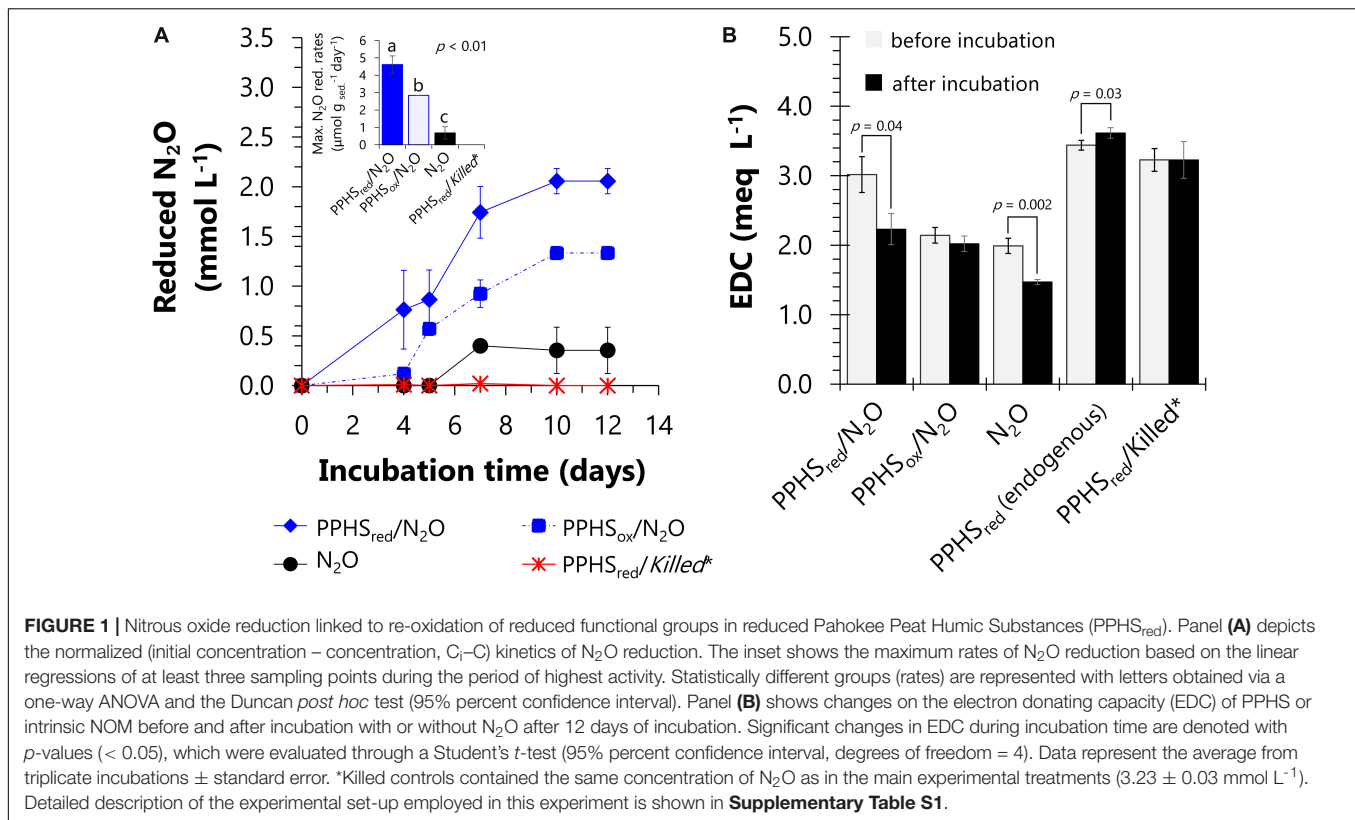 A
Reduced N₂O
(mmol L⁻¹)
3.5
3.0
2.5
2.0
1.5
1.0
0.5
0.0
0 2 4 6 8 10 12 14
Incubation time (days)
Max. N₂O red. rates
(µmol g sed.⁻¹ day⁻¹)
6
5
4
3
2
1
0
a
b
c
p < 0.01
PPHSred/N₂O
PPHSox/N₂O
N₂O
PPHSred/Killed*
PPHSred/N₂O
PPHSox/N₂O
N₂O
PPHSred/Killed*
B
EDC (meq L⁻¹)
5.0
4.0
3.0
2.0
1.0
0.0
before incubation
after incubation
p = 0.04
p = 0.002
p = 0.03
PPHSred/N₂O
PPHSox/N₂O
N₂O
PPHSred (endogenous)
PPHSred/Killed*
FIGURE 1 | Nitrous oxide reduction linked to re-oxidation of reduced functional groups in reduced Pahokee Peat Humic Substances (PPHSred). Panel (A) depicts
the normalized (initial concentration – concentration, Ci–C) kinetics of N₂O reduction. The inset shows the maximum rates of N₂O reduction based on the linear
regressions of at least three sampling points during the period of highest activity. Statistically different groups (rates) are represented with letters obtained via a
one-way ANOVA and the Duncan post hoc test (95% percent confidence interval). Panel (B) shows changes on the electron donating capacity (EDC) of PPHS or
intrinsic NOM before and after incubation with or without N₂O after 12 days of incubation. Significant changes in EDC during incubation time are denoted with
p-values (< 0.05), which were evaluated through a Student's t-test (95% percent confidence interval, degrees of freedom = 4). Data represent the average from
triplicate incubations ± standard error. *Killed controls contained the same concentration of N₂O as in the main experimental treatments (3.23 ± 0.03 mmol L⁻¹).
Detailed description of the experimental set-up employed in this experiment is shown in Supplementary Table S1.